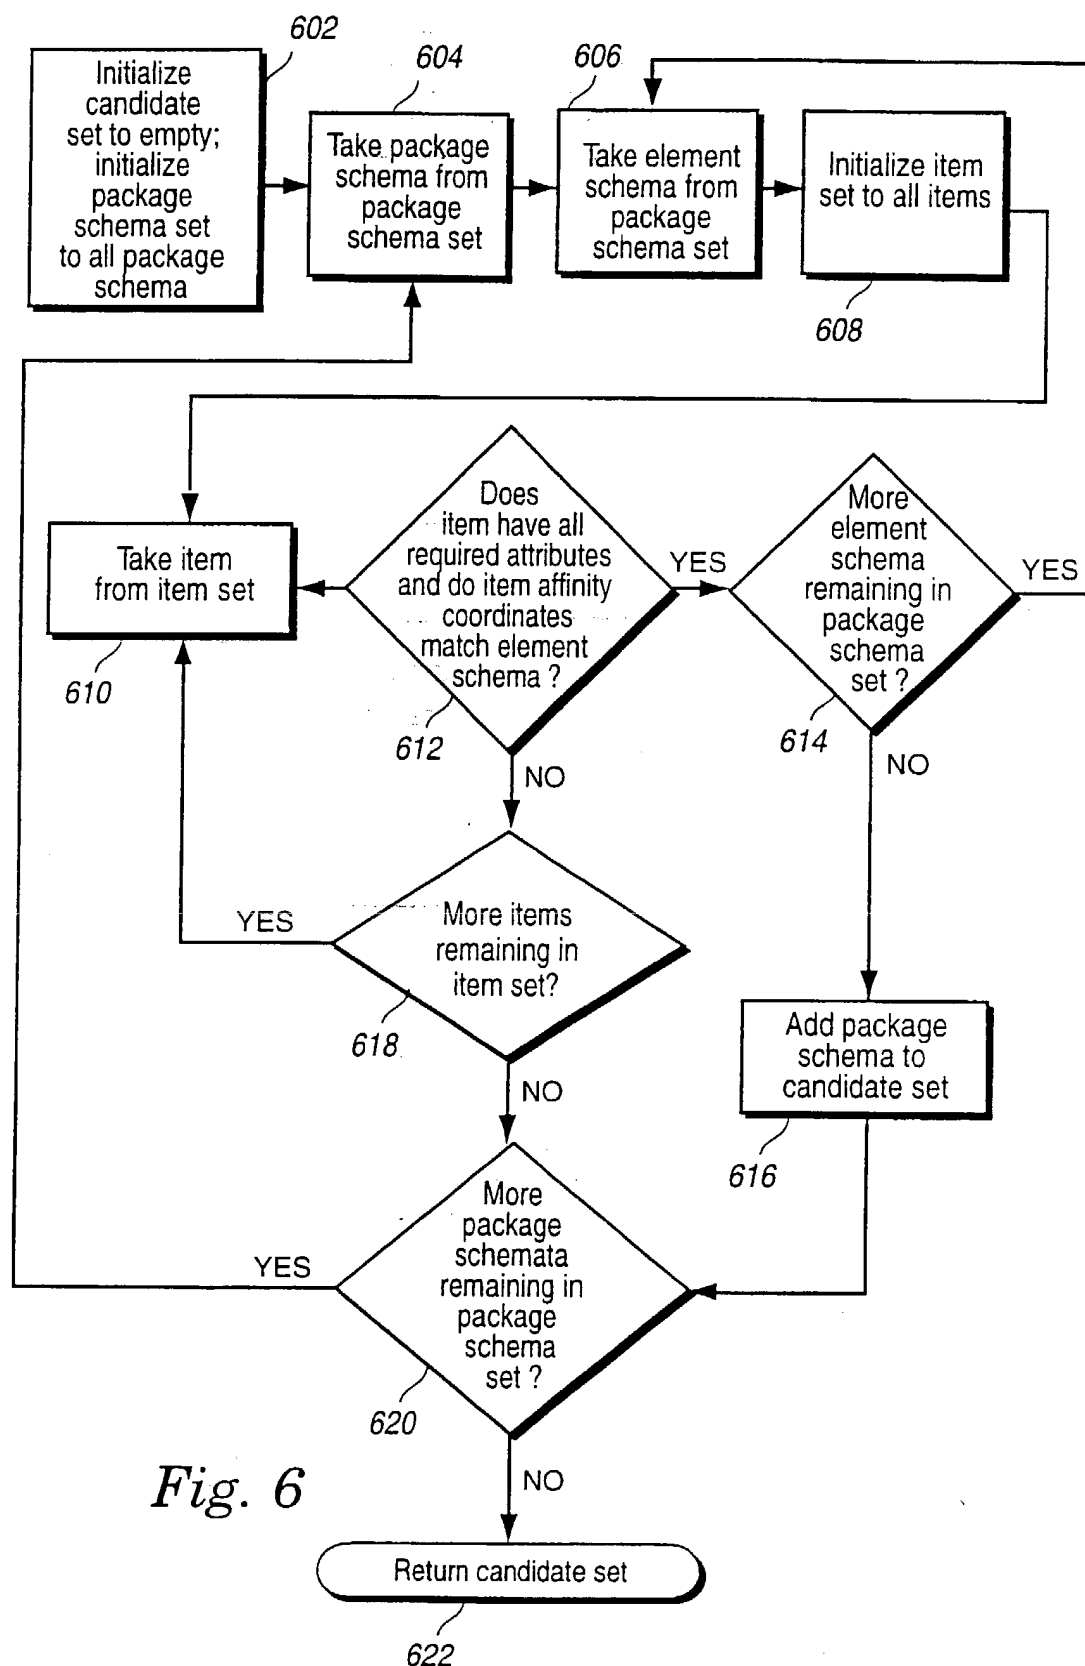 602
Initialize
candidate
set to empty;
initialize
package
schema set
to all package
schema
604
Take package
schema from
package
schema set
606
Take element
schema from
package
schema set
Initialize item
set to all items
608
Take item
from item set
610
Does
item have all
required attributes
and do item affinity
coordinates
match element
schema ?
612
YES
NO
More
element
schema
remaining in
package
schema
set ?
614
YES
NO
More items
remaining in
item set?
618
YES
NO
Add package
schema to
candidate set
616
More
package
schemata
remaining in
package
schema
set ?
620
YES
NO
Fig. 6
Return candidate set
622